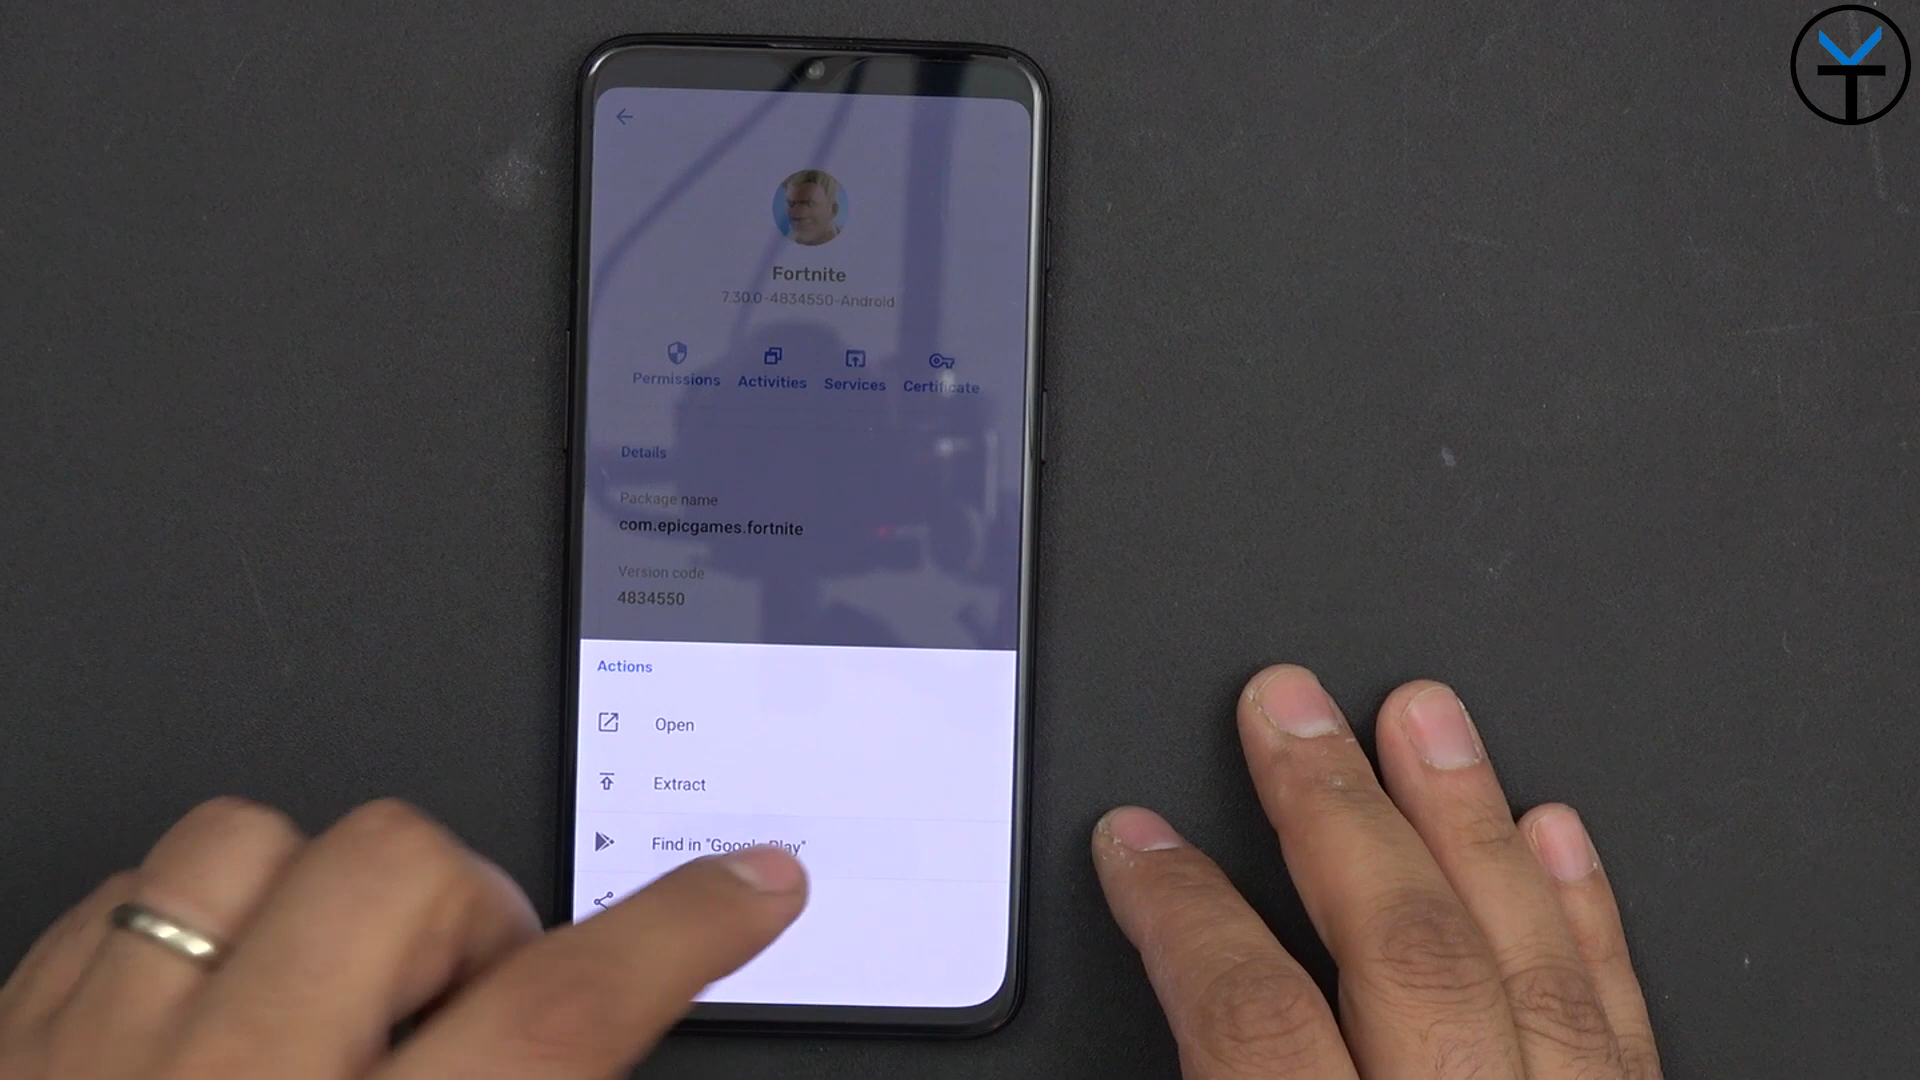 Fortnite
7.30.0-4834550-Android
Permissions Activities Services Certificate
Details
Package name
com.epicgames.fortnite
Version code
4834550
Actions
Open
Extract
Find in "Google Play"